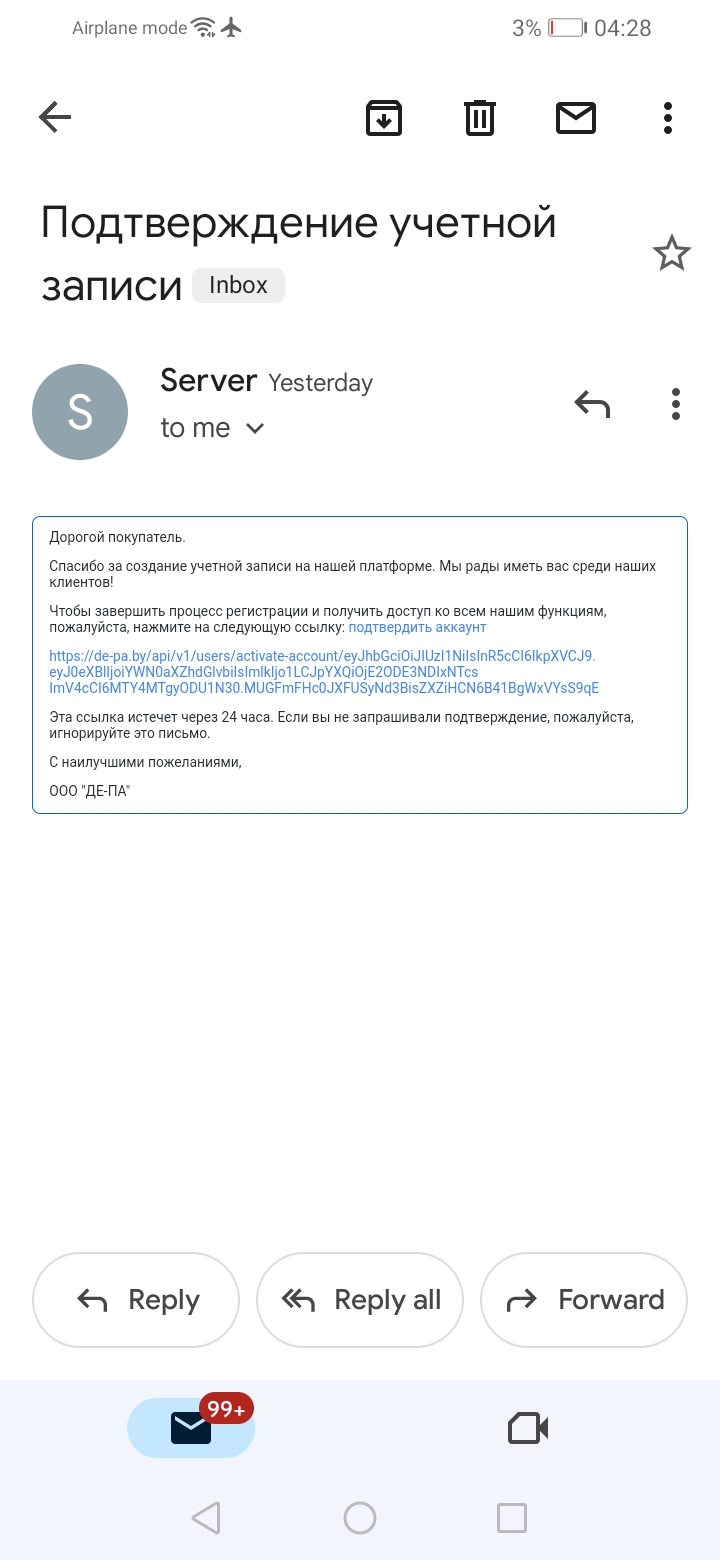 Airplane mode 3% 04:28
Подтверждение учетной
записи Inbox
S
Server Yesterday
to me
Дорогой покупатель.
Спасибо за создание учетной записи на нашей платформе. Мы рады иметь вас среди наших
клиентов!
Чтобы завершить процесс регистрации и получить доступ ко всем нашим функциям,
пожалуйста, нажмите на следующую ссылку: подтвердить аккаунт
https://de-pa.by/api/v1/users/activate-account/eyJhbGciOiJIUzI1NiIsInR5cCI6IkpXVCJ9.
eyJ0eXBlIjoiYWN0aXZhdGlvbiIsImlkIjo1LCJpYXQiOjE2ODE3NDIxNTcs
ImV4cCI6MTY4MTgyODU1N30.MUGFmFHc0JXFUSyNd3BisZXZiHCN6B41BgWxVYsS9qE
Эта ссылка истечет через 24 часа. Если вы не запрашивали подтверждение, пожалуйста,
игнорируйте это письмо.
С наилучшими пожеланиями,
ООО "ДЕ-ПА"
Reply Reply all Forward
99+